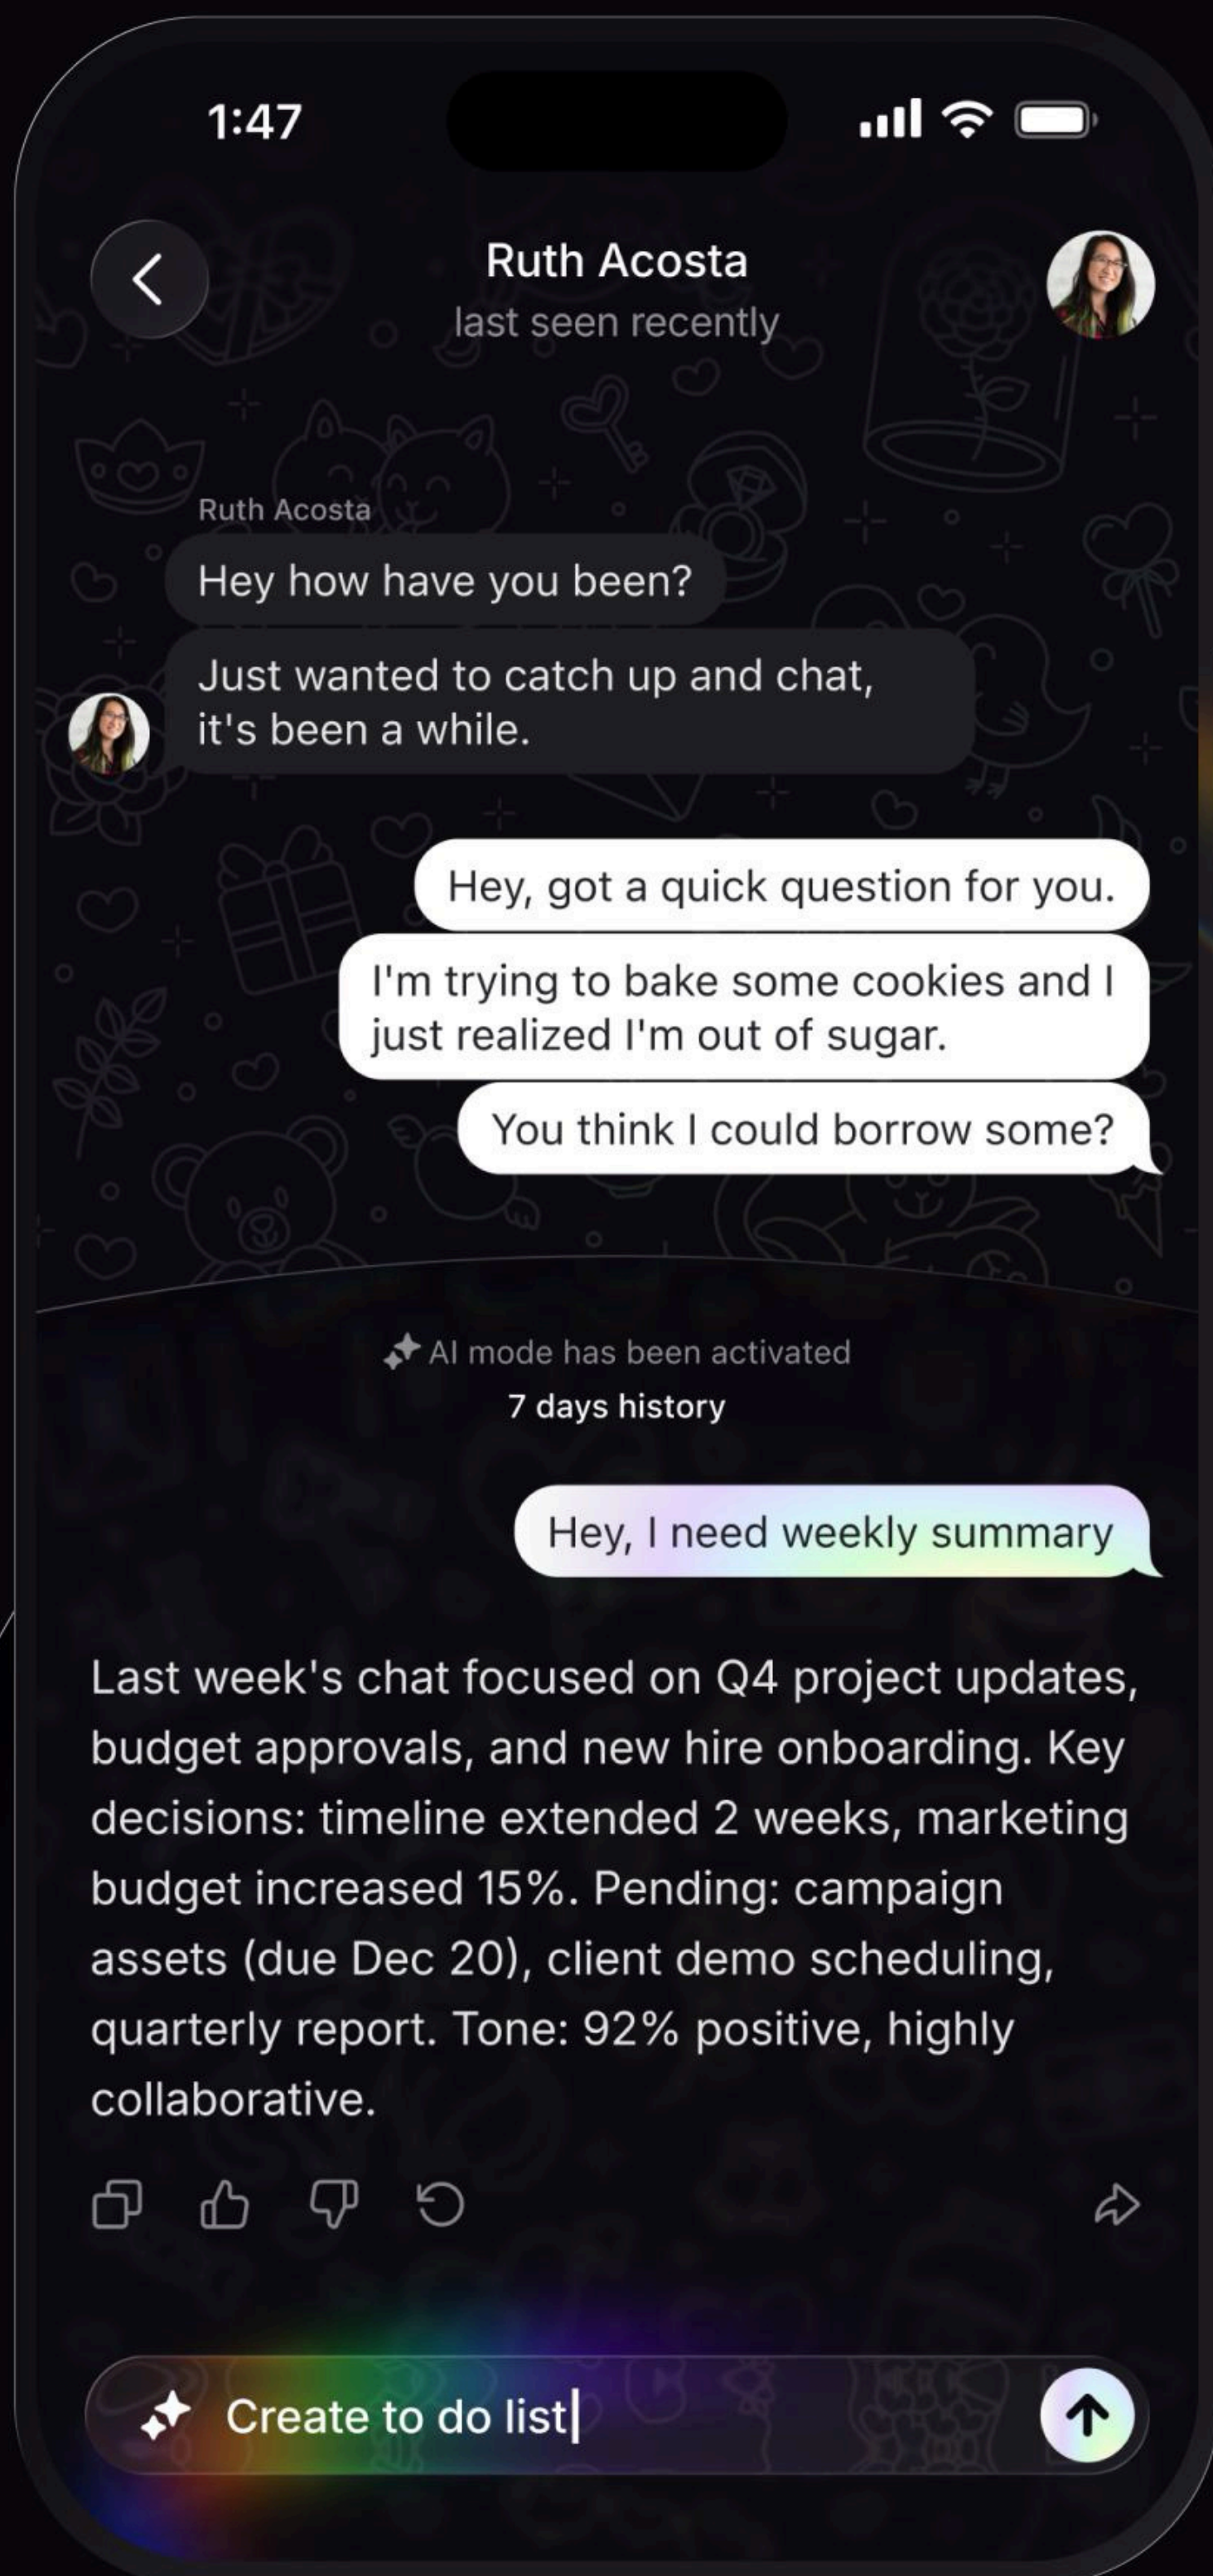 1:47
Ruth Acosta
last seen recently
Ruth Acosta
Hey how have you been?
Just wanted to catch up and chat,
it's been a while.
Hey, got a quick question for you.
I'm trying to bake some cookies and I
just realized I'm out of sugar.
You think I could borrow some?
AI mode has been activated
7 days history
Hey, I need weekly summary
Last week's chat focused on Q4 project updates,
budget approvals, and new hire onboarding. Key
decisions: timeline extended 2 weeks, marketing
budget increased 15%. Pending: campaign
assets (due Dec 20), client demo scheduling,
quarterly report. Tone: 92% positive, highly
collaborative.
Create to do list